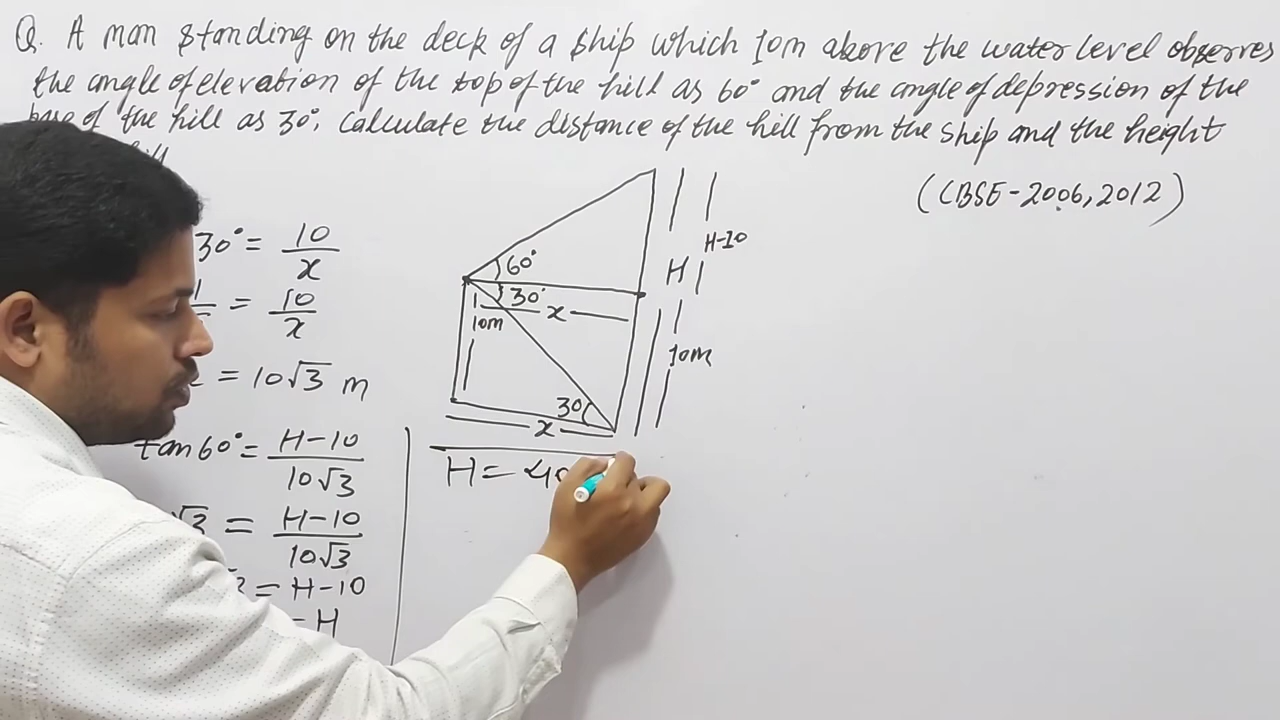 Q. A man standing on the deck of a ship which 10m above the water level observes
the angle of elevation of the top of the hill as 60° and the angle of depression of the
of the hill as 30°. Calculate the distance of the hill from the ship and the height
(CBSE-2006,2012)
30° = 10/x
= 10/x
= 10√3 m
tan60° = H-10/10√3
√3 = H-10/10√3
= H-10
= H
60°
30°
x
10m
30
x
H
H-10
10m
H = 40